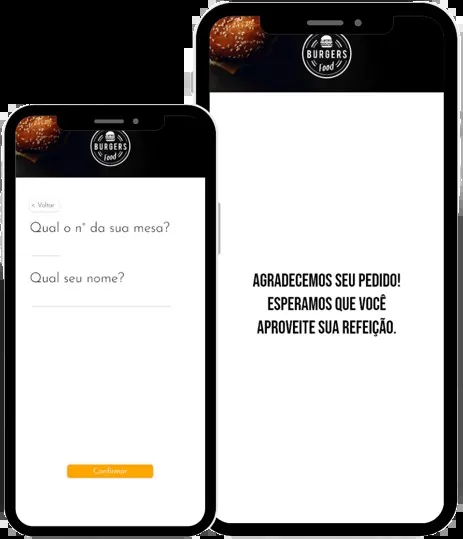 BURGERS
Food
< Voltar
Qual o nº da sua mesa?
Qual seu nome?
Confirmar
BURGERS
Food
AGRADECEMOS SEU PEDIDO!
ESPERAMOS QUE VOCÊ
APROVEITE SUA REFEIÇÃO.